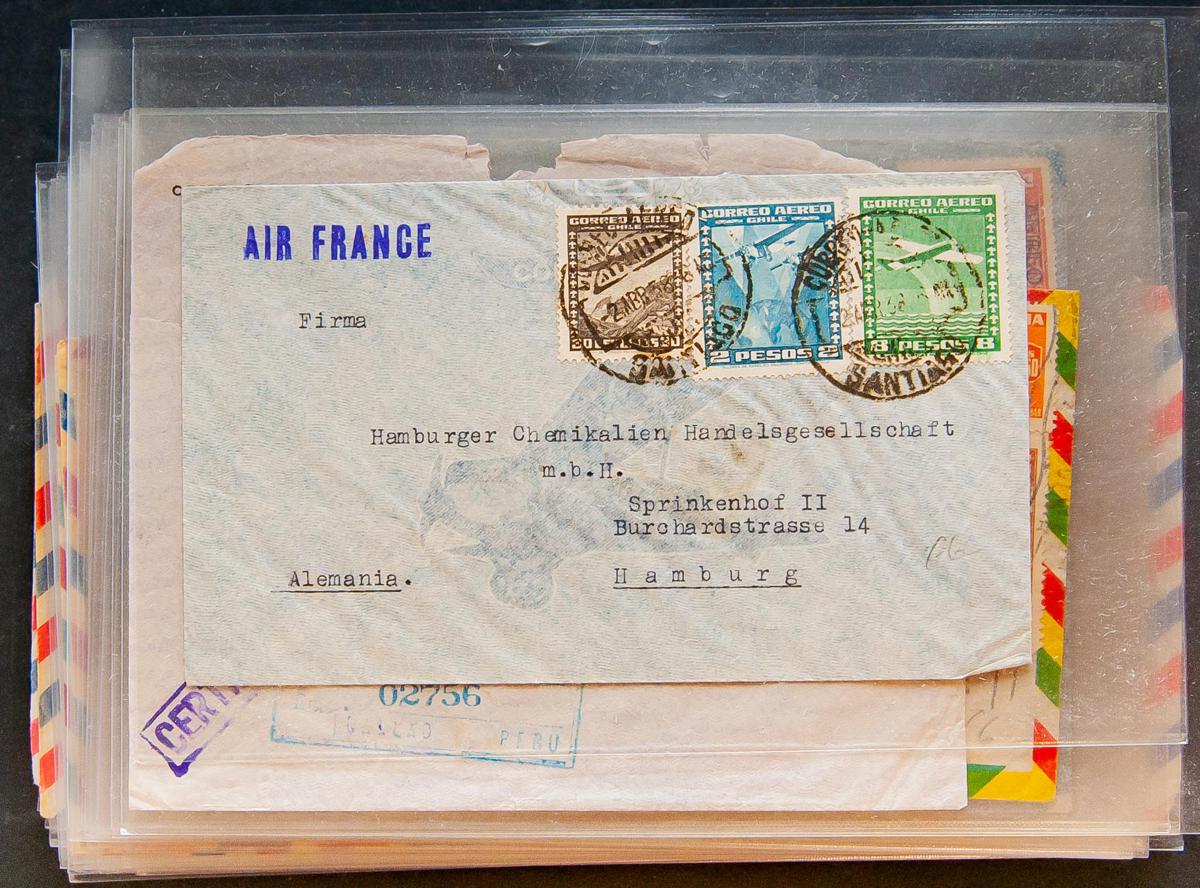 AIR FRANCE
CORREO AEREO
CHILE
2 PESOS 2
CORREO AEREO
CHILE
8 PESOS 8
CORREO AEREO
SANTIAGO
SANTIAGO
Firma
Hamburger Chemikalien Handelsgesellschaft
m.b.H.
Sprinkenhof II
Burchardstrasse 14
Alemania.
Hamburg
02756
CALLAO PERU